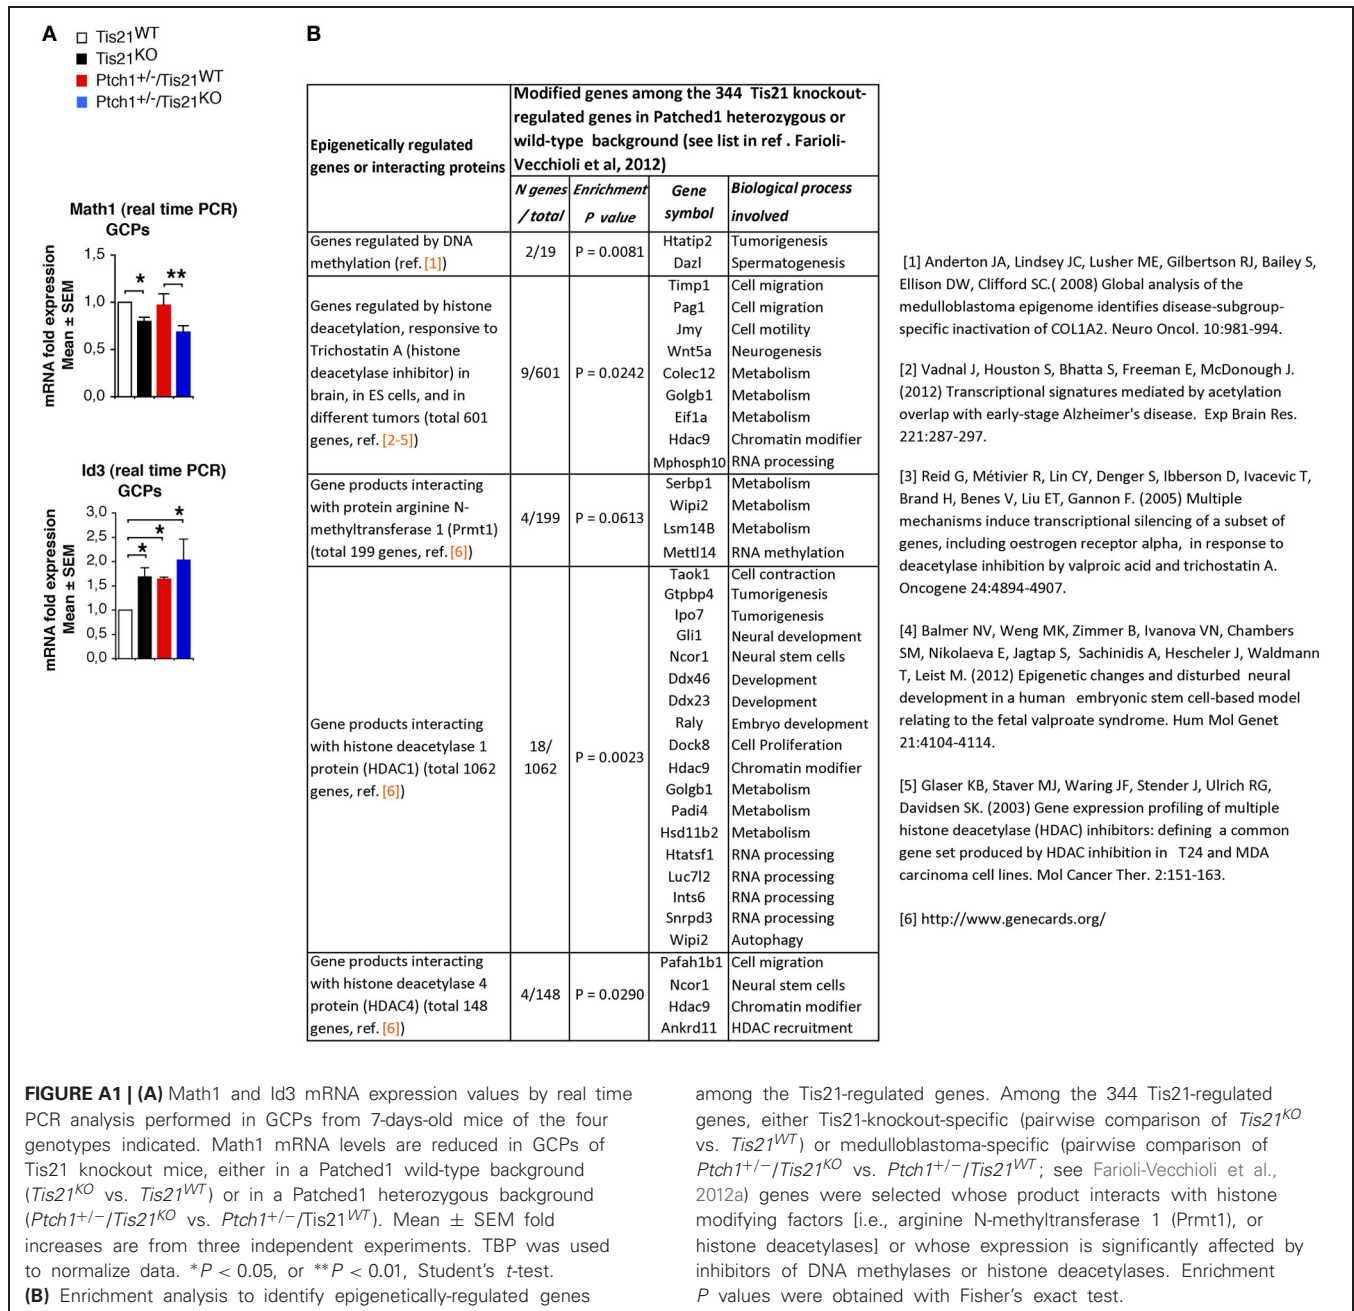 A
Tis21WT
Tis21KO
Ptch1+/-/Tis21WT
Ptch1+/-/Tis21KO
Math1 (real time PCR)
GCPs
mRNA fold expression
Mean ± SEM
1,5
1,0
0,5
0,0
*
**
Id3 (real time PCR)
GCPs
mRNA fold expression
Mean ± SEM
3,0
2,5
2,0
1,5
1,0
0,5
0,0
*
*
*
B
Epigenetically regulated
genes or interacting proteins
Modified genes among the 344 Tis21 knockout-
regulated genes in Patched1 heterozygous or
wild-type background (see list in ref . Farioli-
Vecchioli et al, 2012)
N genes
/ total
Enrichment
P value
Gene
symbol
Biological process
involved
Genes regulated by DNA
methylation (ref. [1])
2/19
P = 0.0081
Htatip2 Tumorigenesis
Dazl Spermatogenesis
Genes regulated by histone
deacetylation, responsive to
Trichostatin A (histone
deacetylase inhibitor) in
brain, in ES cells, and in
different tumors (total 601
genes, ref. [2-5])
9/601
P = 0.0242
Timp1 Cell migration
Pag1 Cell migration
Jmy Cell motility
Wnt5a Neurogenesis
Colec12 Metabolism
Golgb1 Metabolism
Eif1a Metabolism
Hdac9 Chromatin modifier
Mphosph10 RNA processing
Gene products interacting
with protein arginine N-
methyltransferase 1 (Prmt1)
(total 199 genes, ref. [6])
4/199
P = 0.0613
Serbp1 Metabolism
Wipi2 Metabolism
Lsm14B Metabolism
Mettl14 RNA methylation
Gene products interacting
with histone deacetylase 1
protein (HDAC1) (total 1062
genes, ref. [6])
18/
1062
P = 0.0023
Taok1 Cell contraction
Gtpbp4 Tumorigenesis
Ipo7 Tumorigenesis
Gli1 Neural development
Ncor1 Neural stem cells
Ddx46 Development
Ddx23 Development
Raly Embryo development
Dock8 Cell Proliferation
Hdac9 Chromatin modifier
Golgb1 Metabolism
Padi4 Metabolism
Hsd11b2 Metabolism
Htatsf1 RNA processing
Luc7l2 RNA processing
Ints6 RNA processing
Snrpd3 RNA processing
Wipi2 Autophagy
Gene products interacting
with histone deacetylase 4
protein (HDAC4) (total 148
genes, ref. [6])
4/148
P = 0.0290
Pafah1b1 Cell migration
Ncor1 Neural stem cells
Hdac9 Chromatin modifier
Ankrd11 HDAC recruitment
[1] Anderton JA, Lindsey JC, Lusher ME, Gilbertson RJ, Bailey S,
Ellison DW, Clifford SC.( 2008) Global analysis of the
medulloblastoma epigenome identifies disease-subgroup-
specific inactivation of COL1A2. Neuro Oncol. 10:981-994.
[2] Vadnal J, Houston S, Bhatta S, Freeman E, McDonough J.
(2012) Transcriptional signatures mediated by acetylation
overlap with early-stage Alzheimer's disease. Exp Brain Res.
221:287-297.
[3] Reid G, Métivier R, Lin CY, Denger S, Ibberson D, Ivacevic T,
Brand H, Benes V, Liu ET, Gannon F. (2005) Multiple
mechanisms induce transcriptional silencing of a subset of
genes, including oestrogen receptor alpha, in response to
deacetylase inhibition by valproic acid and trichostatin A.
Oncogene 24:4894-4907.
[4] Balmer NV, Weng MK, Zimmer B, Ivanova VN, Chambers
SM, Nikolaeva E, Jagtap S, Sachinidis A, Hescheler J, Waldmann
T, Leist M. (2012) Epigenetic changes and disturbed neural
development in a human embryonic stem cell-based model
relating to the fetal valproate syndrome. Hum Mol Genet
21:4104-4114.
[5] Glaser KB, Staver MJ, Waring JF, Stender J, Ulrich RG,
Davidsen SK. (2003) Gene expression profiling of multiple
histone deacetylase (HDAC) inhibitors: defining a common
gene set produced by HDAC inhibition in T24 and MDA
carcinoma cell lines. Mol Cancer Ther. 2:151-163.
[6] http://www.genecards.org/
FIGURE A1 | (A) Math1 and Id3 mRNA expression values by real time
PCR analysis performed in GCPs from 7-days-old mice of the four
genotypes indicated. Math1 mRNA levels are reduced in GCPs of
Tis21 knockout mice, either in a Patched1 wild-type background
(Tis21KO vs. Tis21WT) or in a Patched1 heterozygous background
(Ptch1+/−/Tis21KO vs. Ptch1+/−/Tis21WT). Mean ± SEM fold
increases are from three independent experiments. TBP was used
to normalize data. *P < 0.05, or **P < 0.01, Student's t-test.
(B) Enrichment analysis to identify epigenetically-regulated genes
among the Tis21-regulated genes. Among the 344 Tis21-regulated
genes, either Tis21-knockout-specific (pairwise comparison of Tis21KO
vs. Tis21WT) or medulloblastoma-specific (pairwise comparison of
Ptch1+/−/Tis21KO vs. Ptch1+/−/Tis21WT; see Farioli-Vecchioli et al.,
2012a) genes were selected whose product interacts with histone
modifying factors [i.e., arginine N-methyltransferase 1 (Prmt1), or
histone deacetylases] or whose expression is significantly affected by
inhibitors of DNA methylases or histone deacetylases. Enrichment
P values were obtained with Fisher's exact test.